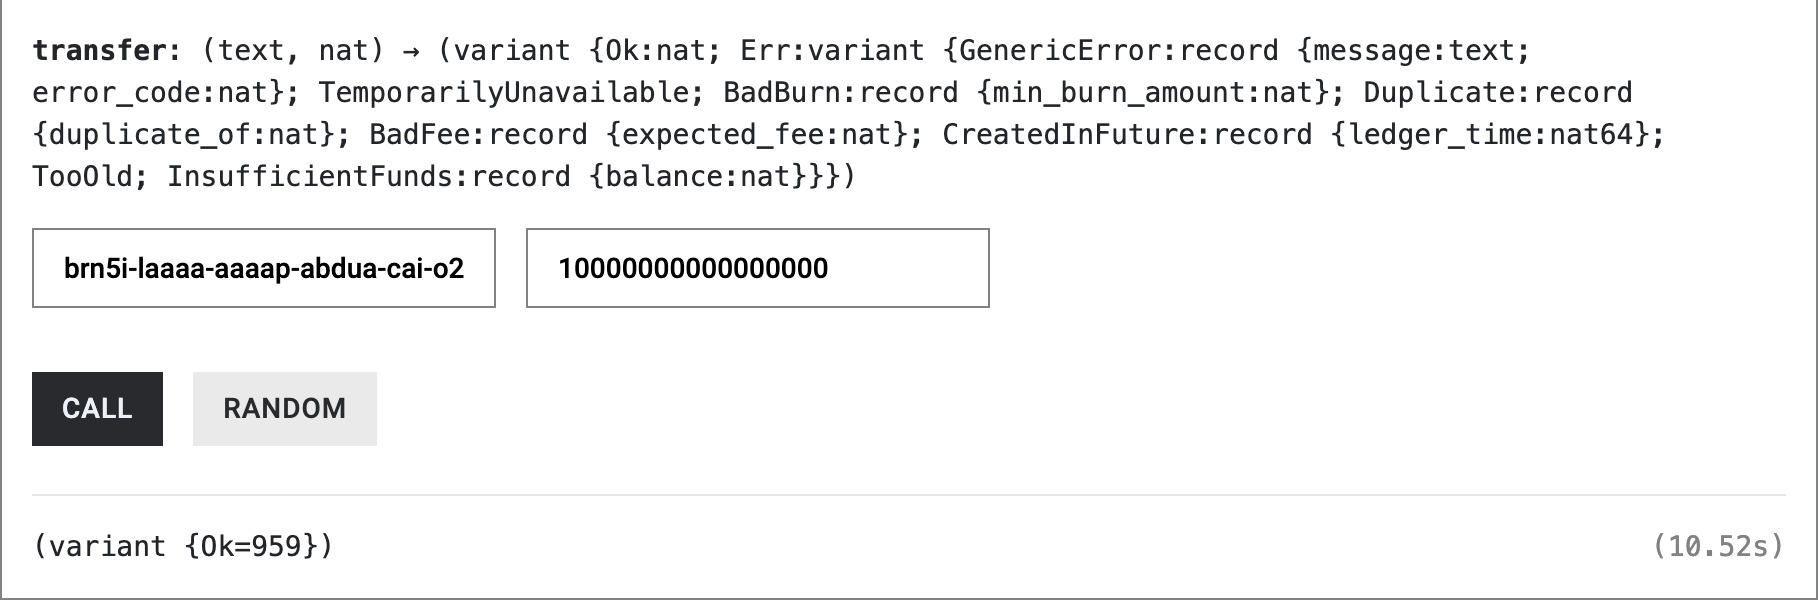 transfer: (text, nat) → (variant {Ok:nat; Err:variant {GenericError:record {message:text;
error_code:nat}; TemporarilyUnavailable; BadBurn:record {min_burn_amount:nat}; Duplicate:record
{duplicate_of:nat}; BadFee:record {expected_fee:nat}; CreatedInFuture:record {ledger_time:nat64};
TooOld; InsufficientFunds:record {balance:nat}}})
brn5i-laaaa-aaaap-abdua-cai-o2 10000000000000000
CALL RANDOM
(variant {Ok=959}) (10.52s)